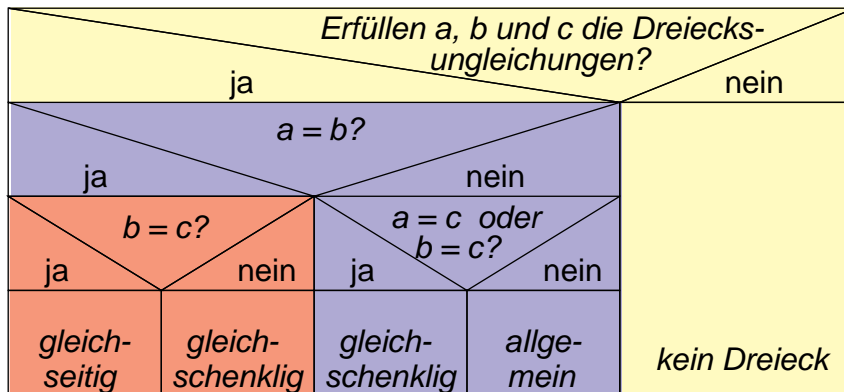 Erfüllen a, b und c die Dreiecks-
ungleichungen?
ja
nein
a = b?
ja
nein
b = c?
a = c oder
b = c?
ja
nein
ja
nein
gleich-
seitig
gleich-
schenklig
gleich-
schenklig
allge-
mein
kein Dreieck